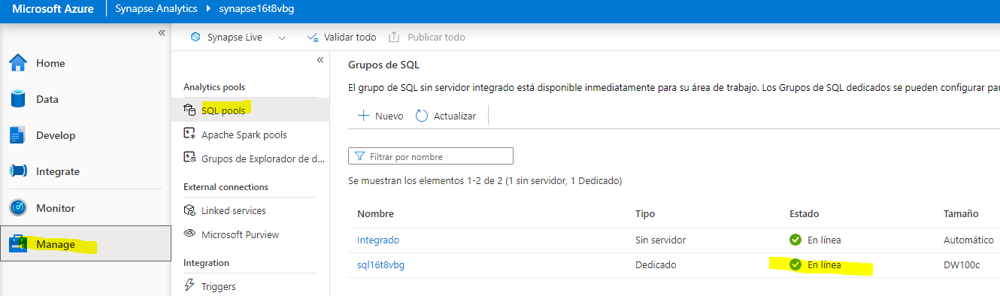 Microsoft Azure
Synapse Analytics
synapse16t8vbg
Home
Data
Develop
Integrate
Monitor
Manage
Analytics pools
SQL pools
Apache Spark pools
Grupos de Explorador de d...
External connections
Linked services
Microsoft Purview
Integration
Triggers
Synapse Live
Validar todo
Publicar todo
Grupos de SQL
El grupo de SQL sin servidor integrado está disponible inmediatamente para su área de trabajo. Los Grupos de SQL dedicados se pueden configurar par
Nuevo
Actualizar
Filtrar por nombre
Se muestran los elementos 1-2 de 2 (1 sin servidor, 1 Dedicado)
Nombre Tipo Estado Tamaño
Integrado Sin servidor En línea Automático
sql16t8vbg Dedicado En línea DW100c